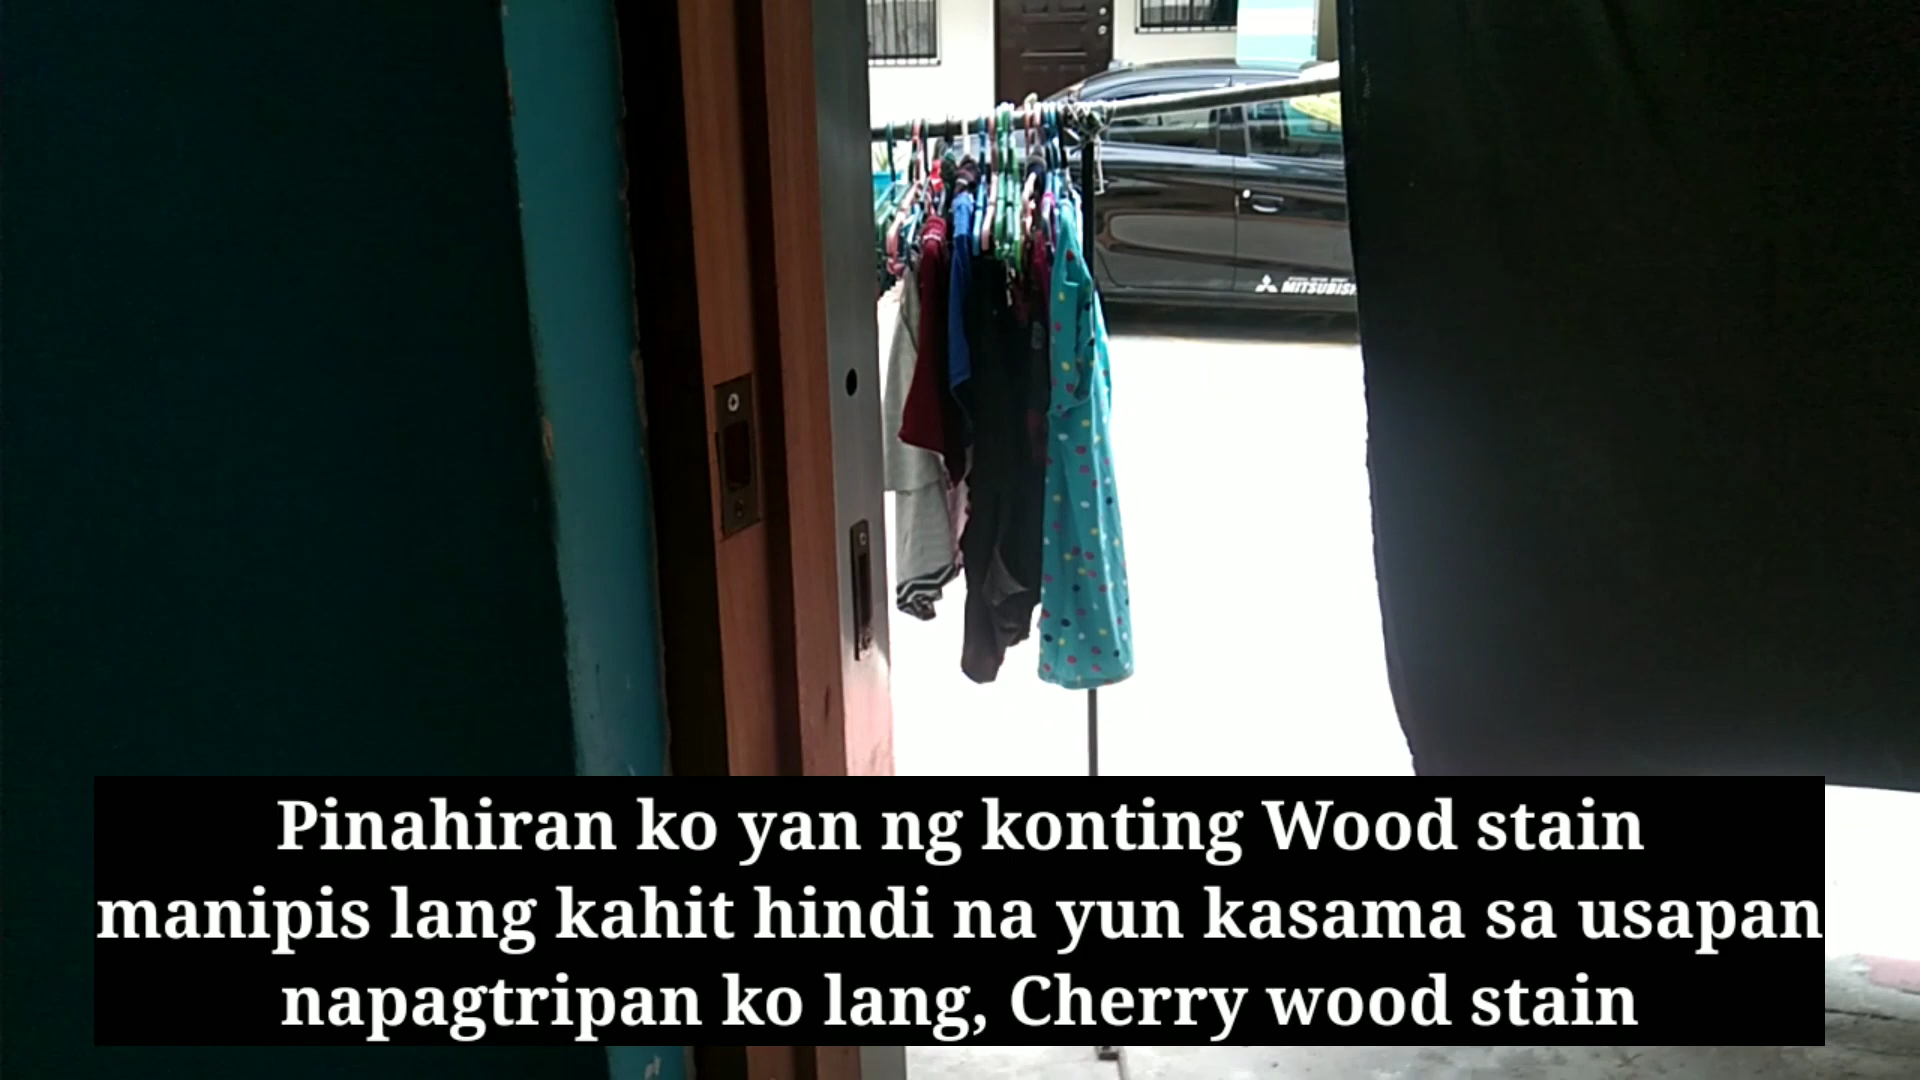 MITSUBISH
Pinahiran ko yan ng konting Wood stain
manipis lang kahit hindi na yun kasama sa usapan
napagtripan ko lang, Cherry wood stain